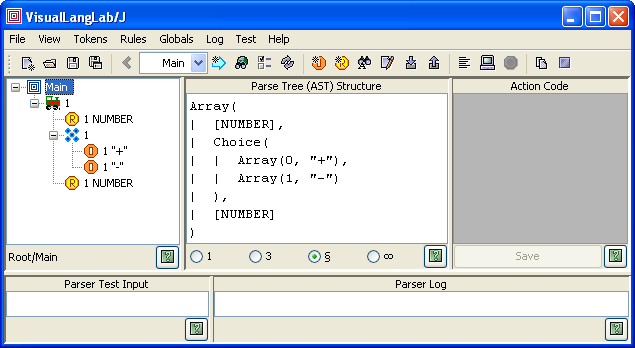 VisualLangLab/J
File View Tokens Rules Globals Log Test Help
Main
Main
1
R 1 NUMBER
1
1 "+"
1 "-"
R 1 NUMBER
Root/Main
Parse Tree (AST) Structure
Array(
| [NUMBER],
| Choice(
| | Array(0, "+"),
| | Array(1, "-")
| ),
| [NUMBER]
)
1 3 § ∞
Action Code
Save
Parser Test Input
Parser Log